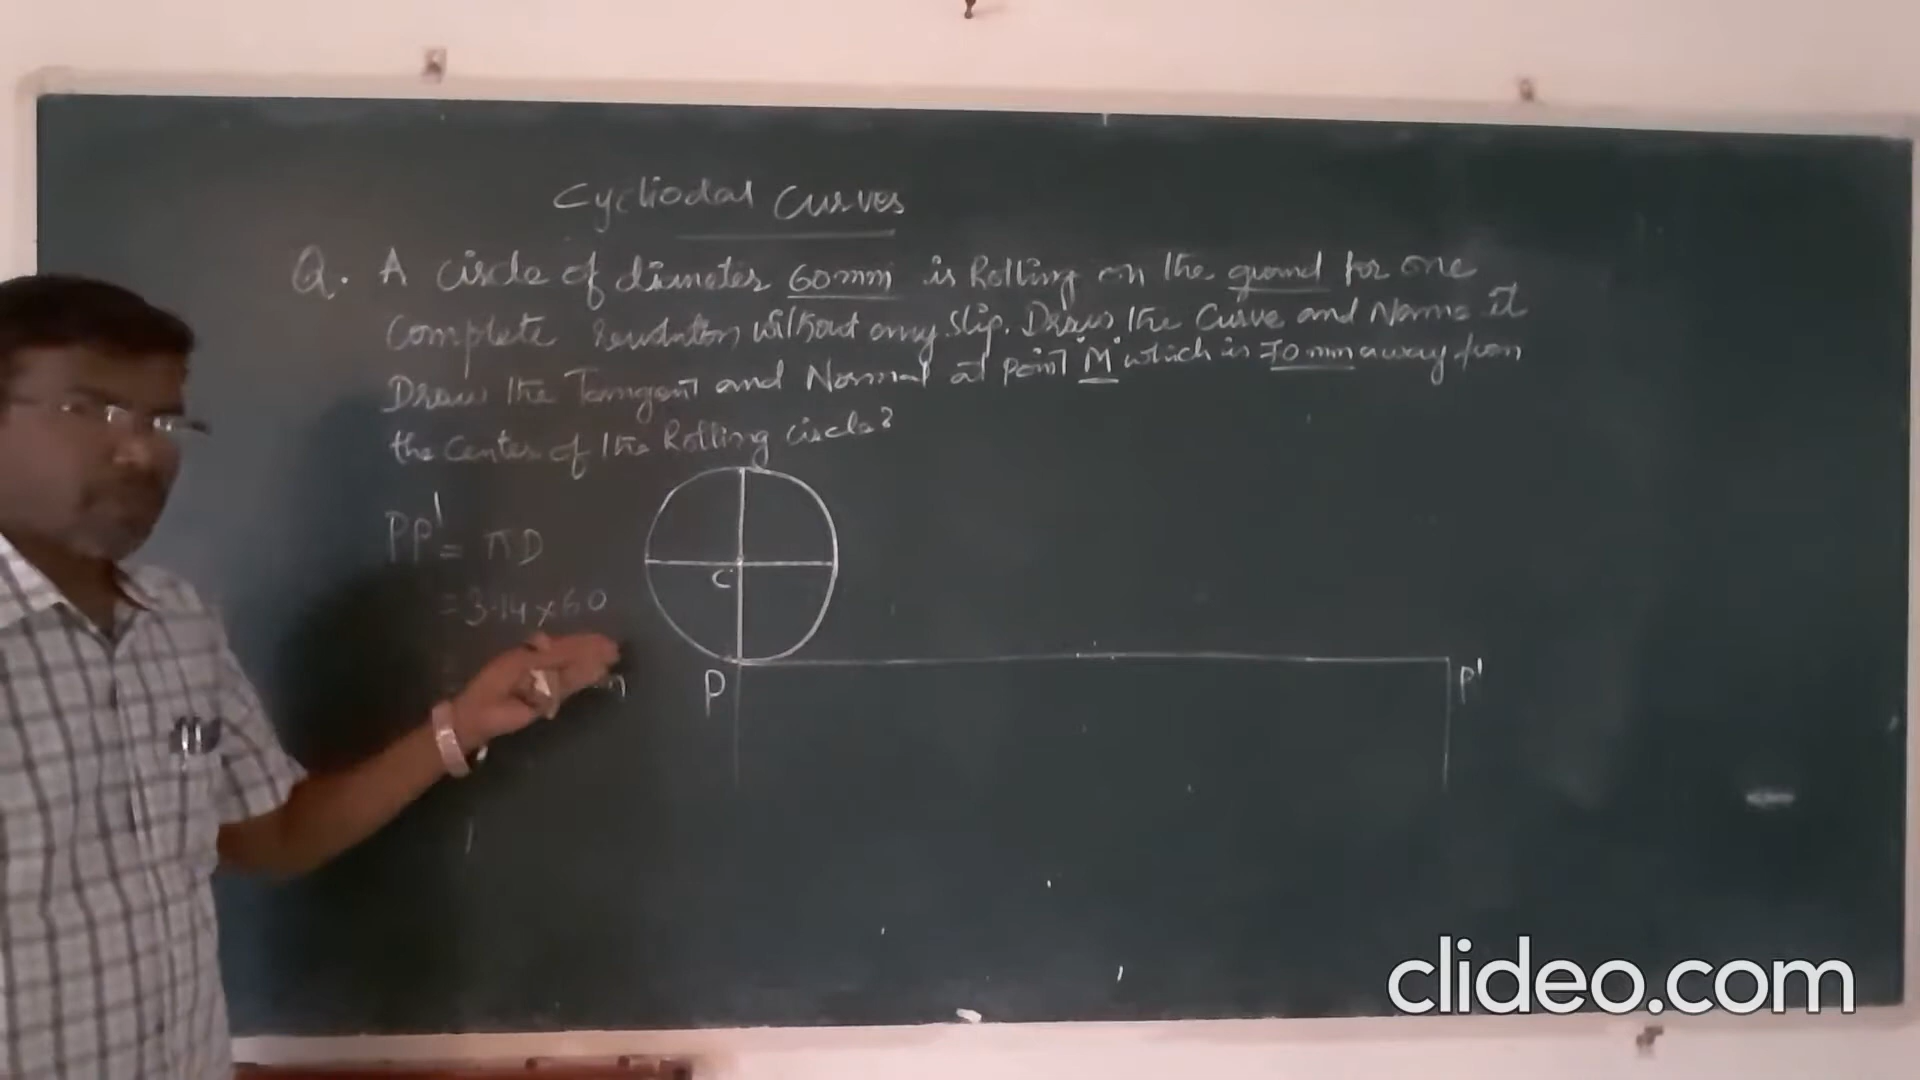 Cycliodal Curves
Q. A circle of diameter 60mm is Rolling on the ground for one
complete revolution without any slip. Draw the Curve and Name it
Draw the Tangent and Normal at point "M" which is 70mm away from
the Center of the Rolling circle?
PP' = πD
= 3.14 x 60
C
P
P'
clideo.com